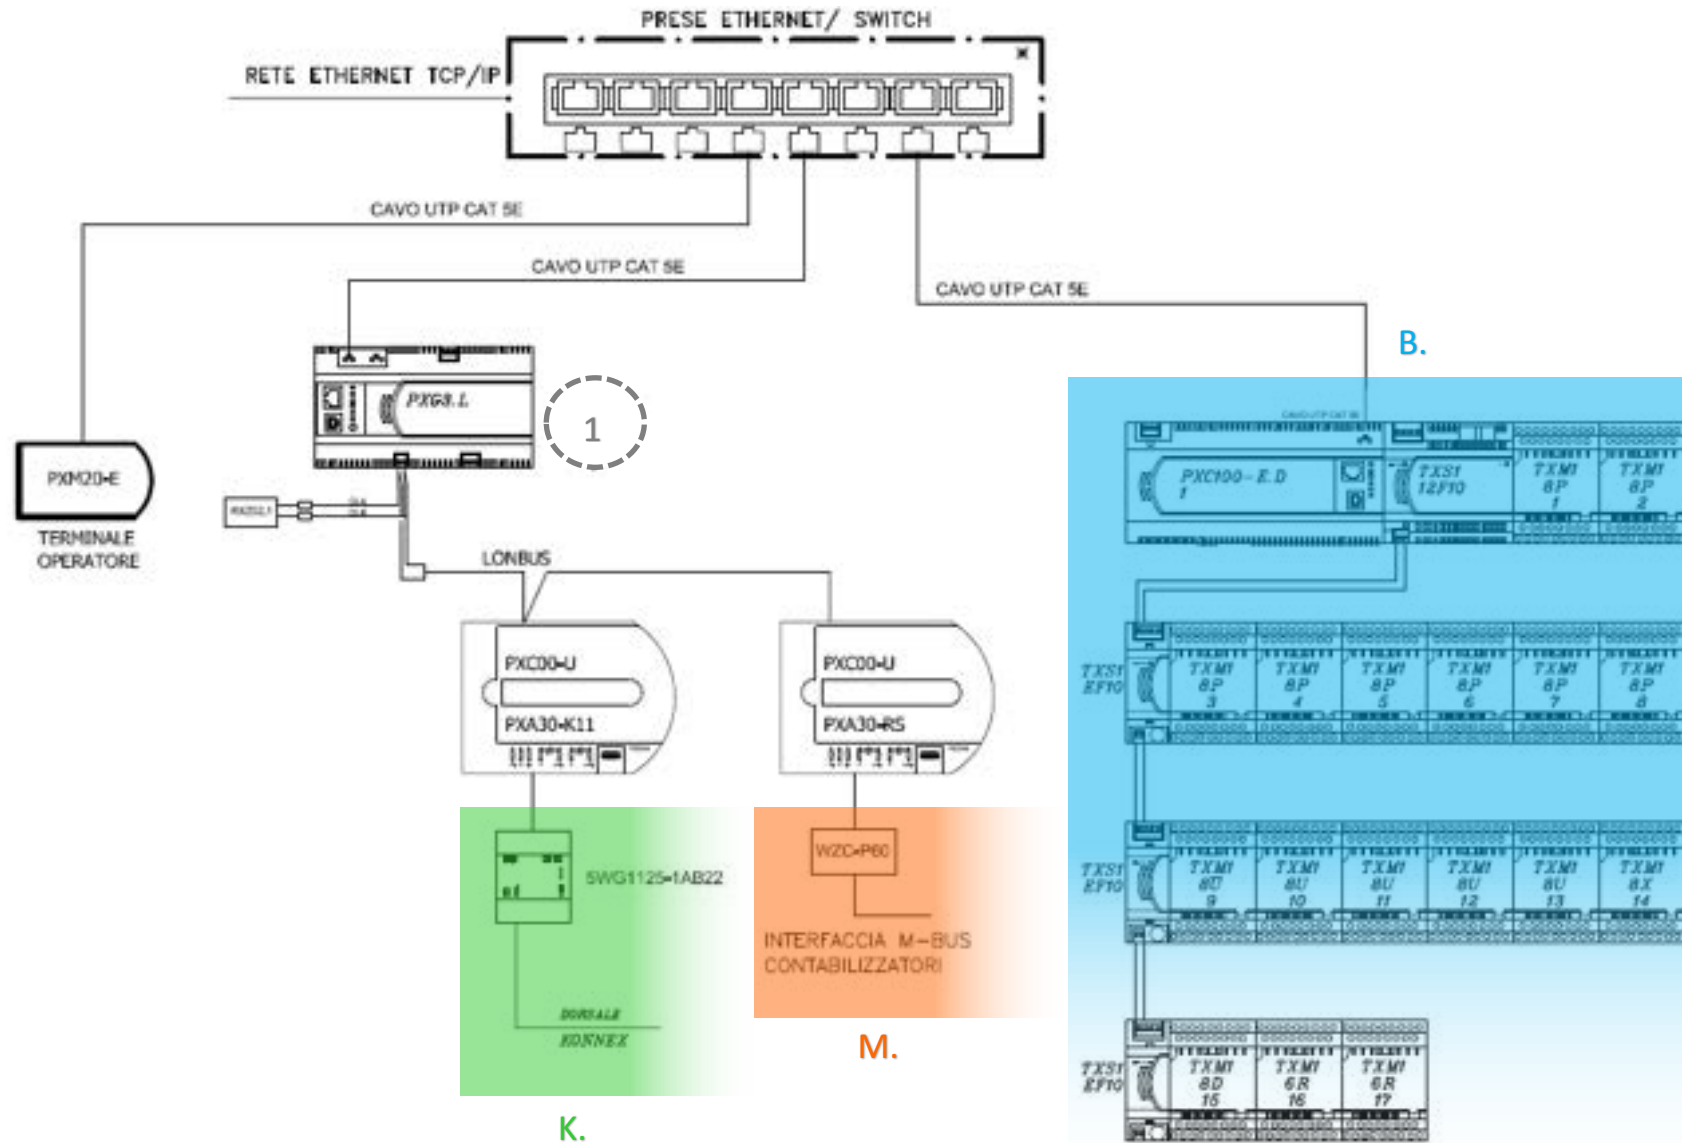 PRESE ETHERNET/ SWITCH
RETE ETHERNET TCP/IP
CAVO UTP CAT 5E
CAVO UTP CAT 5E
CAVO UTP CAT 5E
B.
PXG3.L
1
PXM20-E
TERMINALE
OPERATORE
LONBUS
PXC00-U
PXA30-K11
PXC00-U
PXA30-RS
5WG1125-1AB22
WZC-P60
INTERFACCIA M-BUS
CONTABILIZZATORI
DORSALE
KONNEX
K.
M.
CAVO UTP CAT 5E
PXC100-E.D
1
TXS1
12F10
TXM1
8P
1
TXM1
8P
2
TXS1
EF10
TXM1
8P
3
TXM1
8P
4
TXM1
8P
5
TXM1
8P
6
TXM1
8P
7
TXM1
8P
8
TXS1
EF10
TXM1
8U
9
TXM1
8U
10
TXM1
8U
11
TXM1
8U
12
TXM1
8U
13
TXM1
8X
14
TXS1
EF10
TXM1
8D
15
TXM1
6R
16
TXM1
6R
17